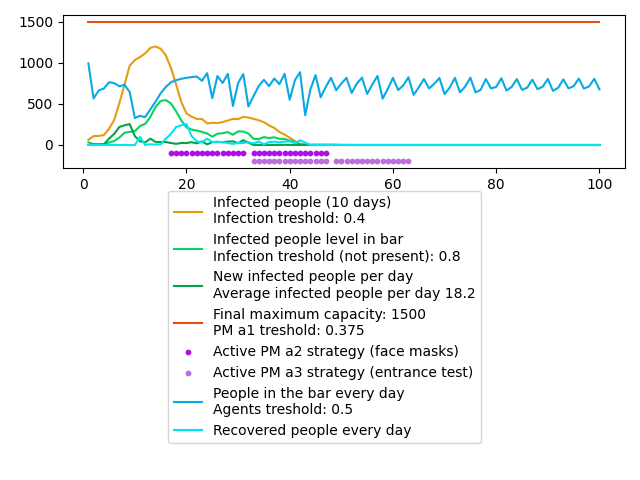 1500
1000
500
0
0
20
40
60
80
100
Infected people (10 days)
Infection treshold: 0.4
Infected people level in bar
Infection treshold (not present): 0.8
New infected people per day
Average infected people per day 18.2
Final maximum capacity: 1500
PM a1 treshold: 0.375
Active PM a2 strategy (face masks)
Active PM a3 strategy (entrance test)
People in the bar every day
Agents treshold: 0.5
Recovered people every day